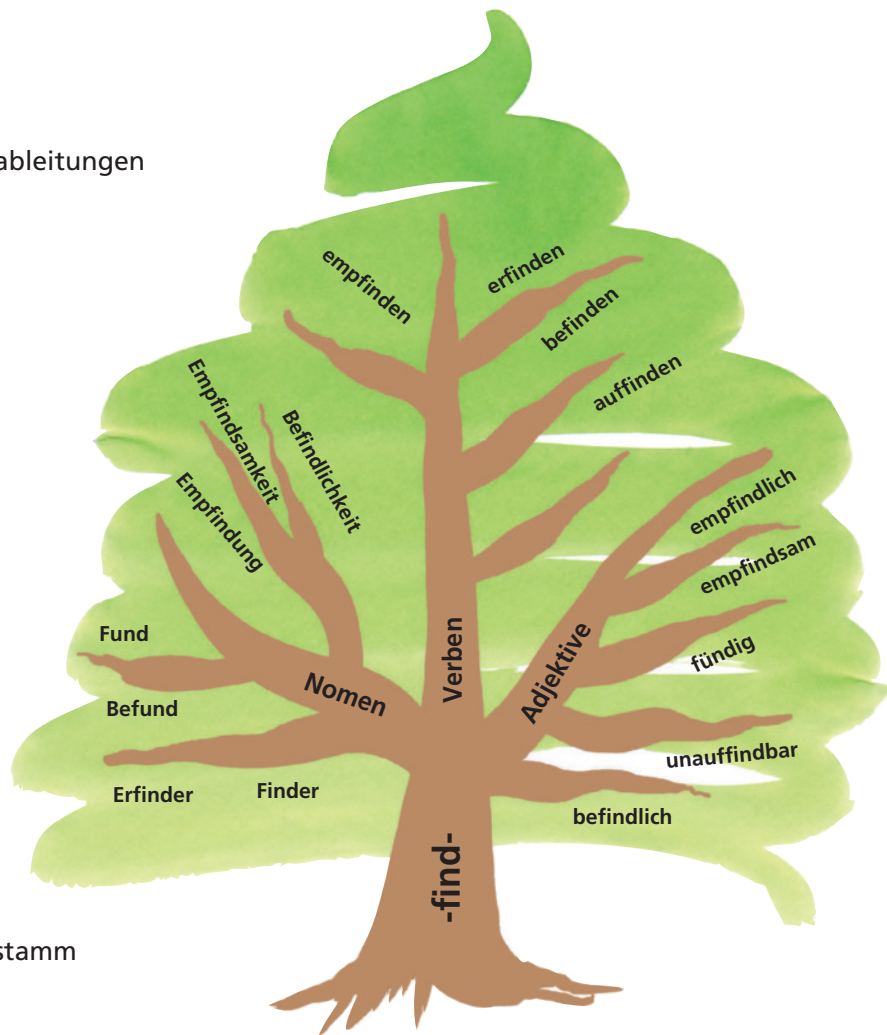 ableitungen
empfinden
erfinden
befinden
auffinden
Empfindsamkeit
Befindlichkeit
Empfindung
empfindlich
empfindsam
fündig
Fund
Befund
Nomen
Verben
Adjektive
unauffindbar
Erfinder
Finder
befindlich
-find-
stamm